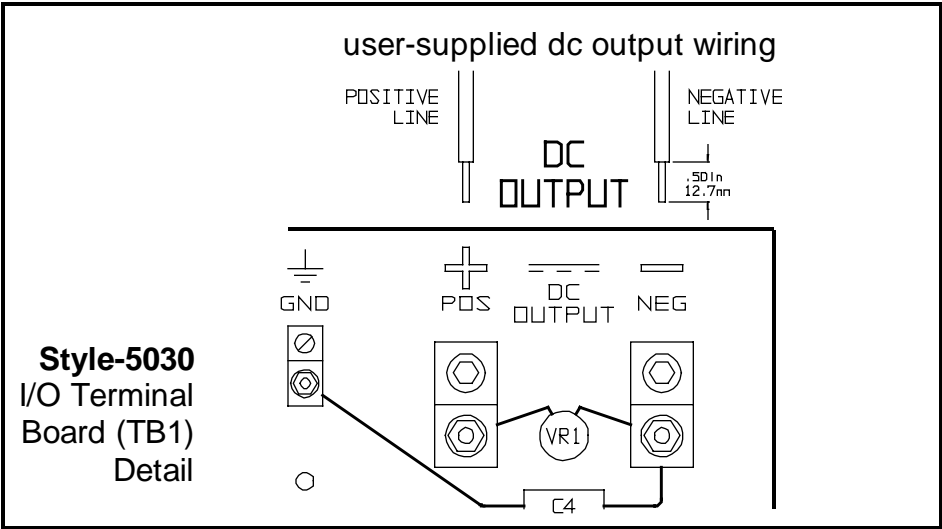 user-supplied dc output wiring
POSITIVE
LINE
NEGATIVE
LINE
DC
OUTPUT
.50in
12.7mm
GND
POS
DC
OUTPUT
NEG
Style-5030
I/O Terminal
Board (TB1)
Detail
VR1
C4